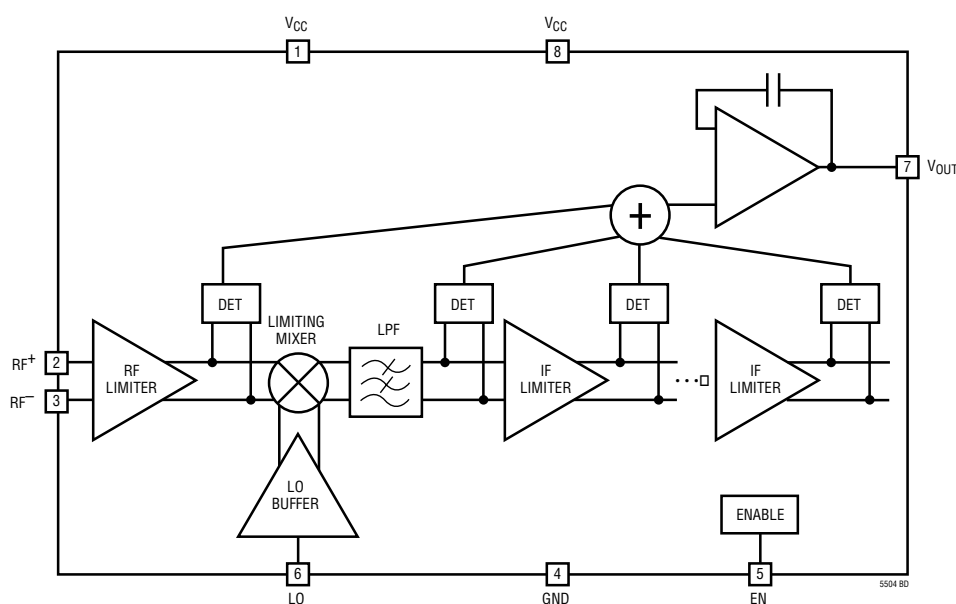 VCC
VCC
1
8
7
VOUT
+
DET
DET
DET
DET
LIMITING
MIXER
LPF
RF+
2
RF
LIMITER
IF
LIMITER
...
IF
LIMITER
RF−
3
LO
BUFFER
ENABLE
6
4
5
5504 BD
LO
GND
EN